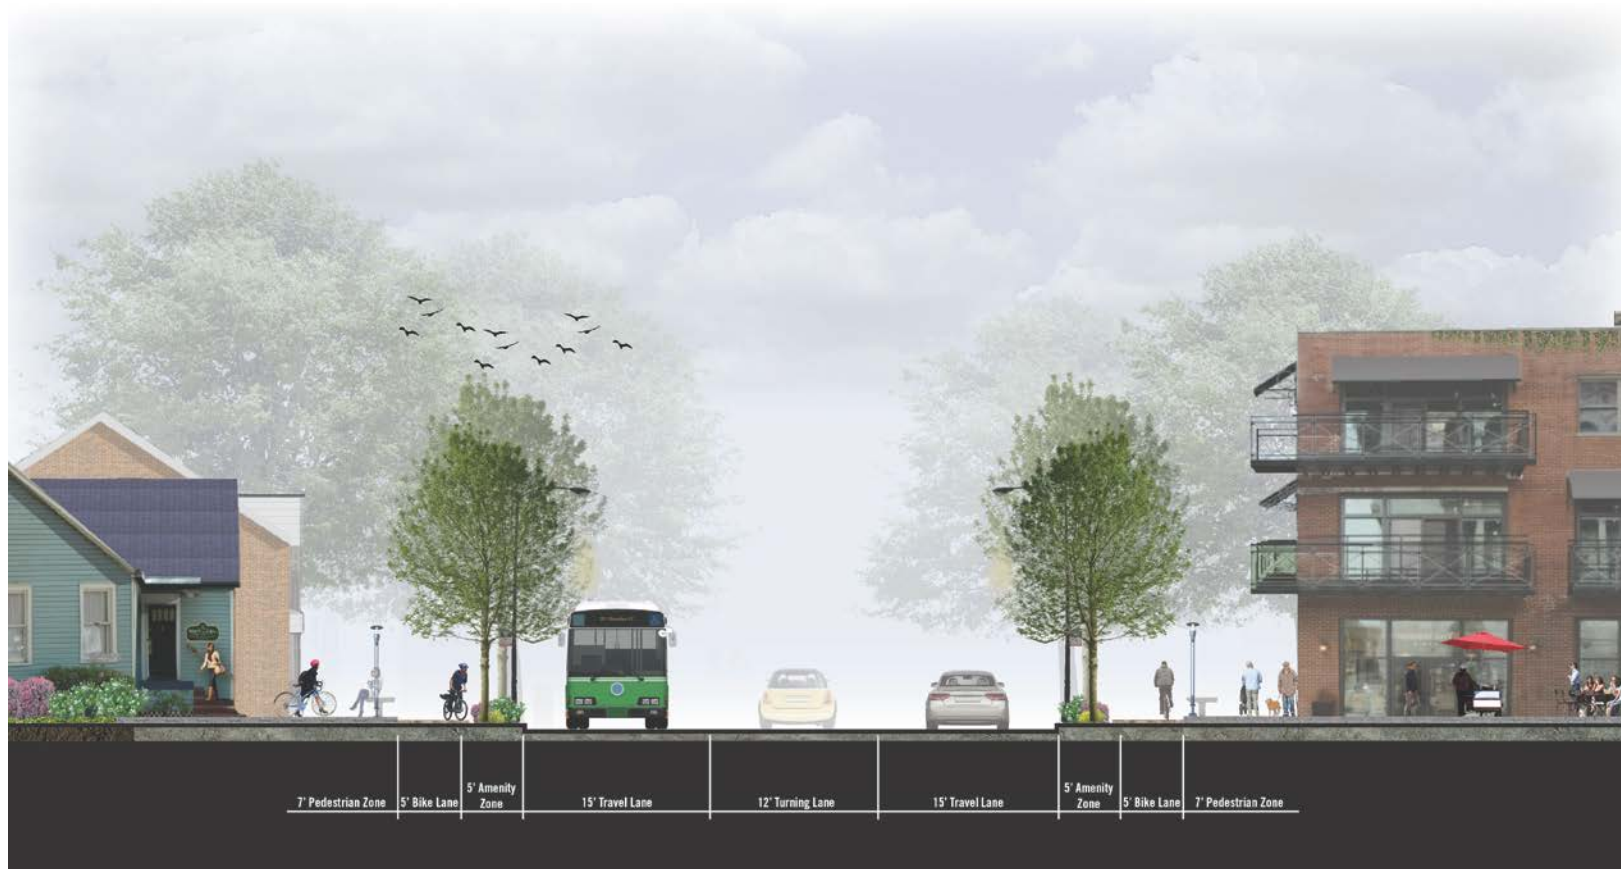 7' Pedestrian Zone
5' Bike Lane
5' Amenity
Zone
15' Travel Lane
12' Turning Lane
15' Travel Lane
5' Amenity
Zone
5' Bike Lane
7' Pedestrian Zone